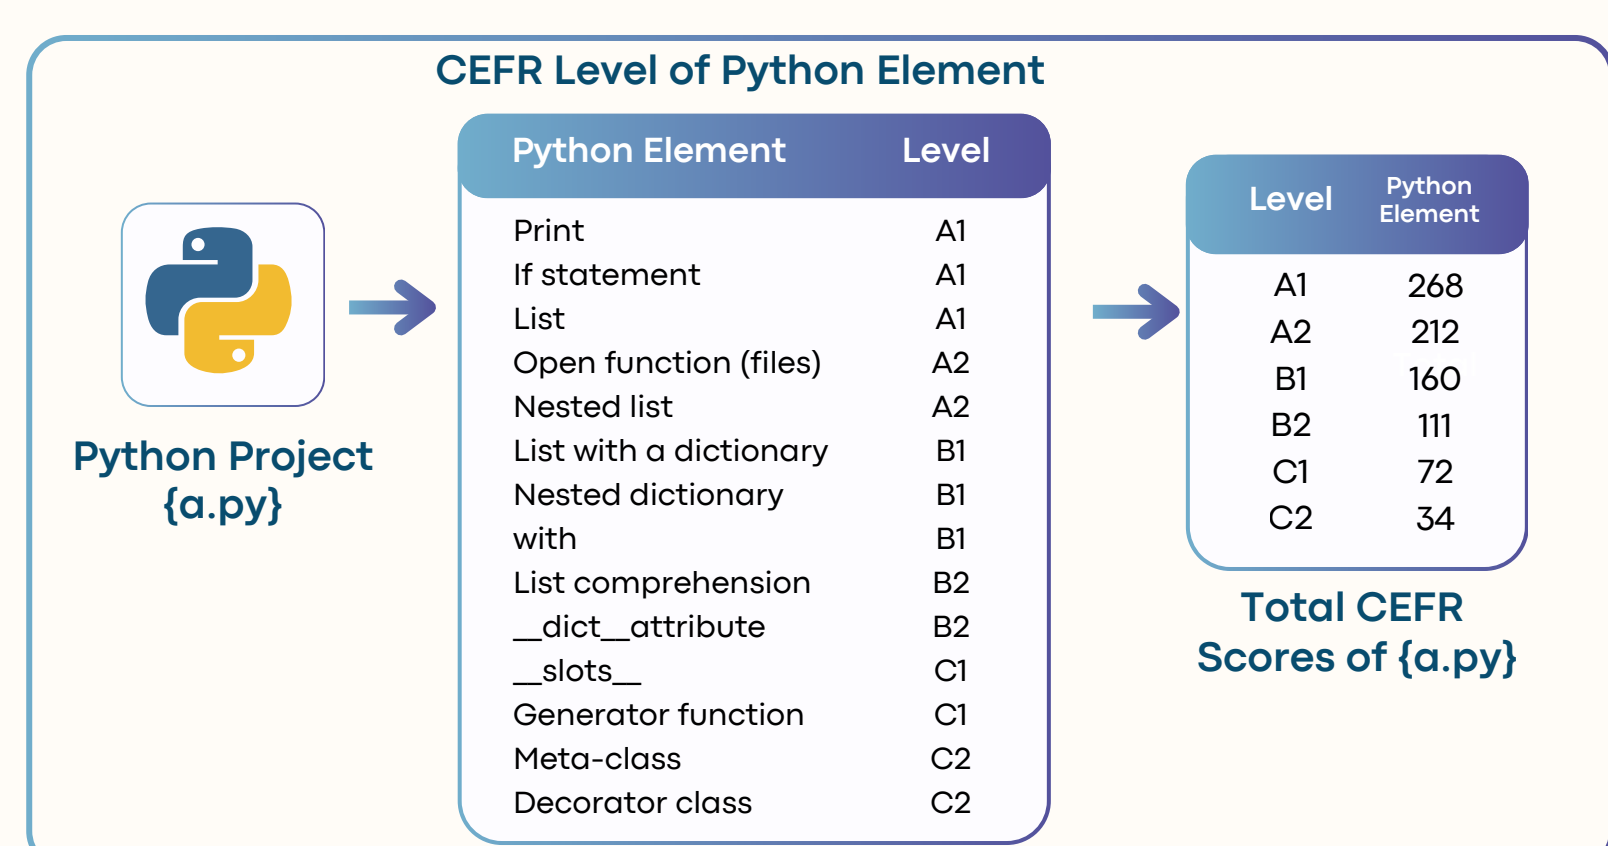 CEFR Level of Python Element
Python Project
{a.py}
Python Element Level
Print A1
If statement A1
List A1
Open function (files) A2
Nested list A2
List with a dictionary B1
Nested dictionary B1
with B1
List comprehension B2
__dict__attribute B2
__slots__ C1
Generator function C1
Meta-class C2
Decorator class C2
Level Python
Element
A1 268
A2 212
B1 160
B2 111
C1 72
C2 34
Total CEFR
Scores of {a.py}